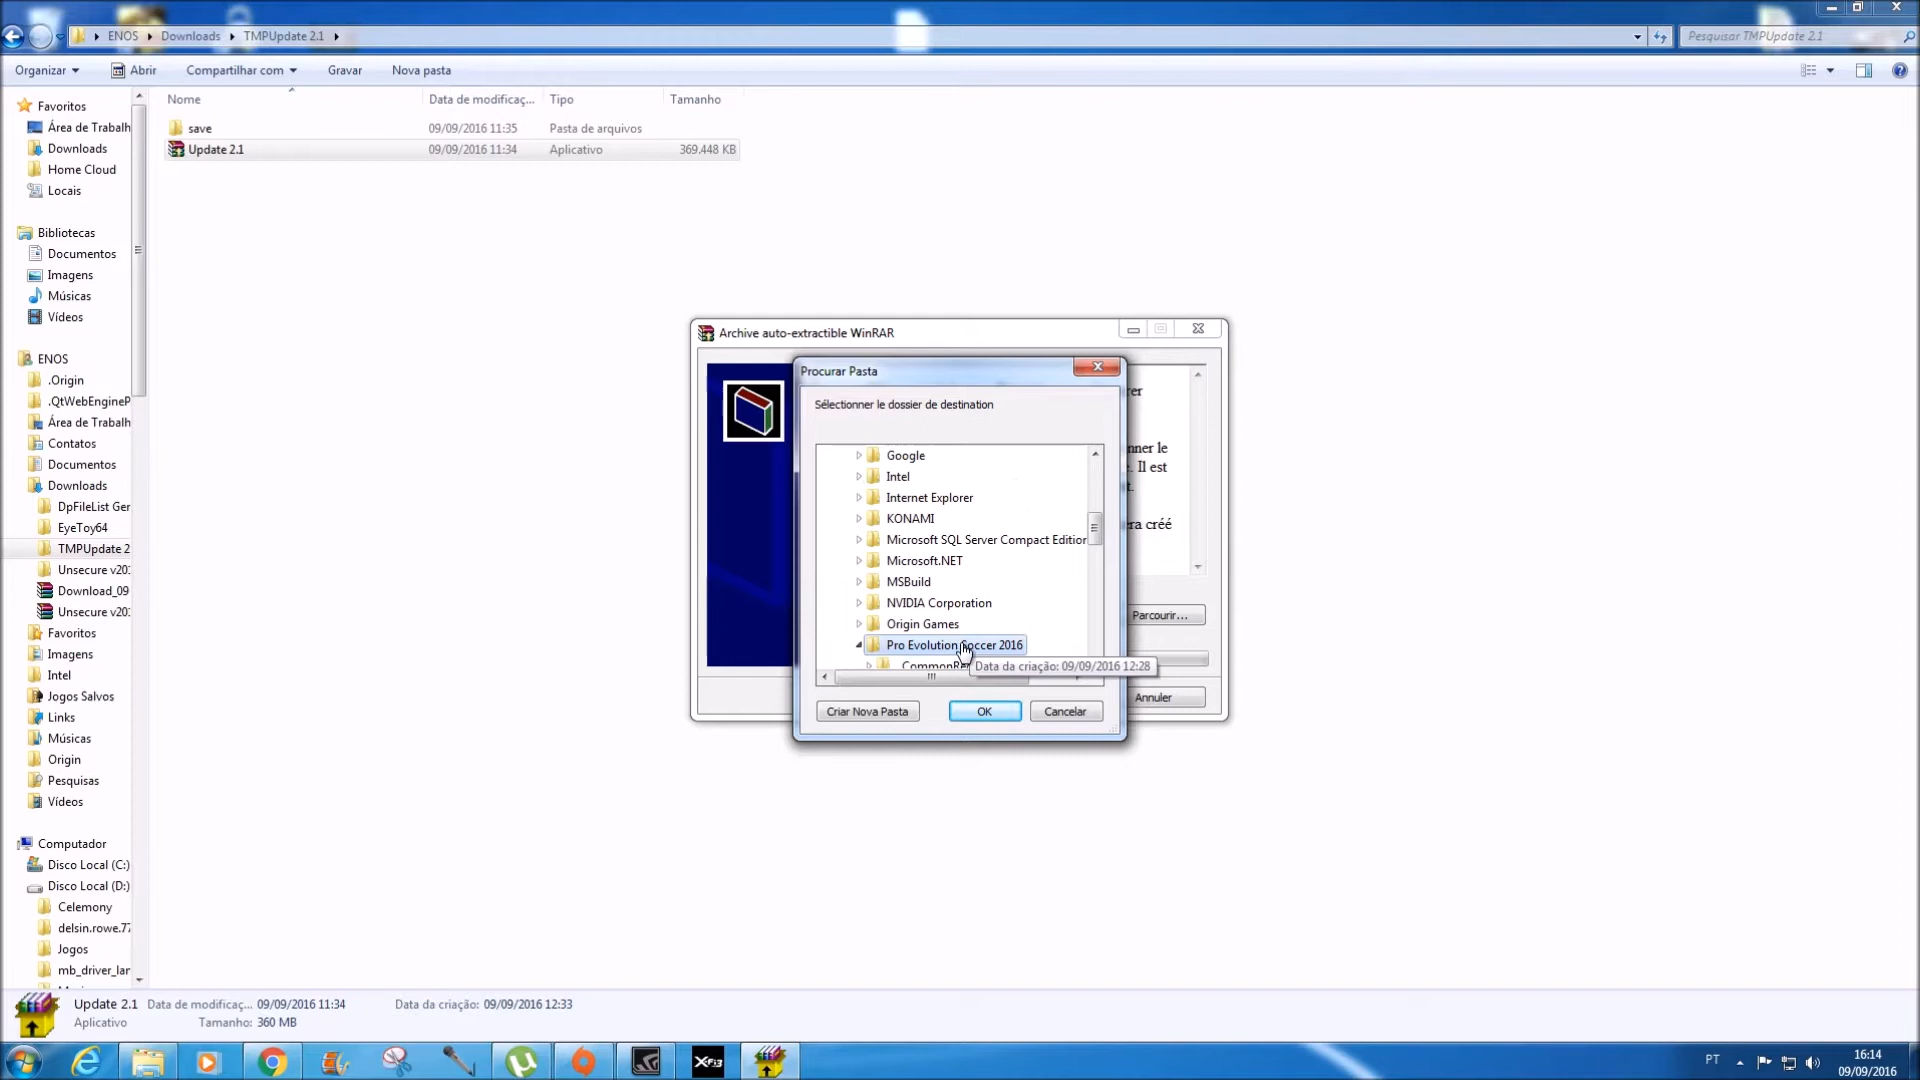 ENOS
Downloads
TMPUpdate 2.1
Pesquisar TMPUpdate 2.1
Organizar
Abrir
Compartilhar com
Gravar
Nova pasta
Nome
Data de modificaç...
Tipo
Tamanho
save
09/09/2016 11:35
Pasta de arquivos
Update 2.1
09/09/2016 11:34
Aplicativo
369.448 KB
Favoritos
Área de Trabalh
Downloads
Home Cloud
Locais
Bibliotecas
Documentos
Imagens
Músicas
Vídeos
ENOS
.Origin
.QtWebEngineP
Área de Trabalh
Contatos
Documentos
Downloads
DpFileList Ger
EyeToy64
TMPUpdate 2
Unsecure v20
Download_09
Unsecure v20
Favoritos
Imagens
Intel
Jogos Salvos
Links
Músicas
Origin
Pesquisas
Vídeos
Computador
Disco Local (C:)
Disco Local (D:)
Celemony
delsin.rowe.77
Jogos
mb_driver_lan
Archive auto-extractible WinRAR
rer
nner le
e. Il est
t.
era créé
Parcourir...
Annuler
Procurar Pasta
Sélectionner le dossier de destination
Google
Intel
Internet Explorer
KONAMI
Microsoft SQL Server Compact Edition
Microsoft.NET
MSBuild
NVIDIA Corporation
Origin Games
Pro Evolution Soccer 2016
CommonRe
Data da criação: 09/09/2016 12:28
Criar Nova Pasta
OK
Cancelar
Update 2.1
Data de modificaç... 09/09/2016 11:34
Data da criação: 09/09/2016 12:33
Aplicativo
Tamanho: 360 MB
PT
16:14
09/09/2016